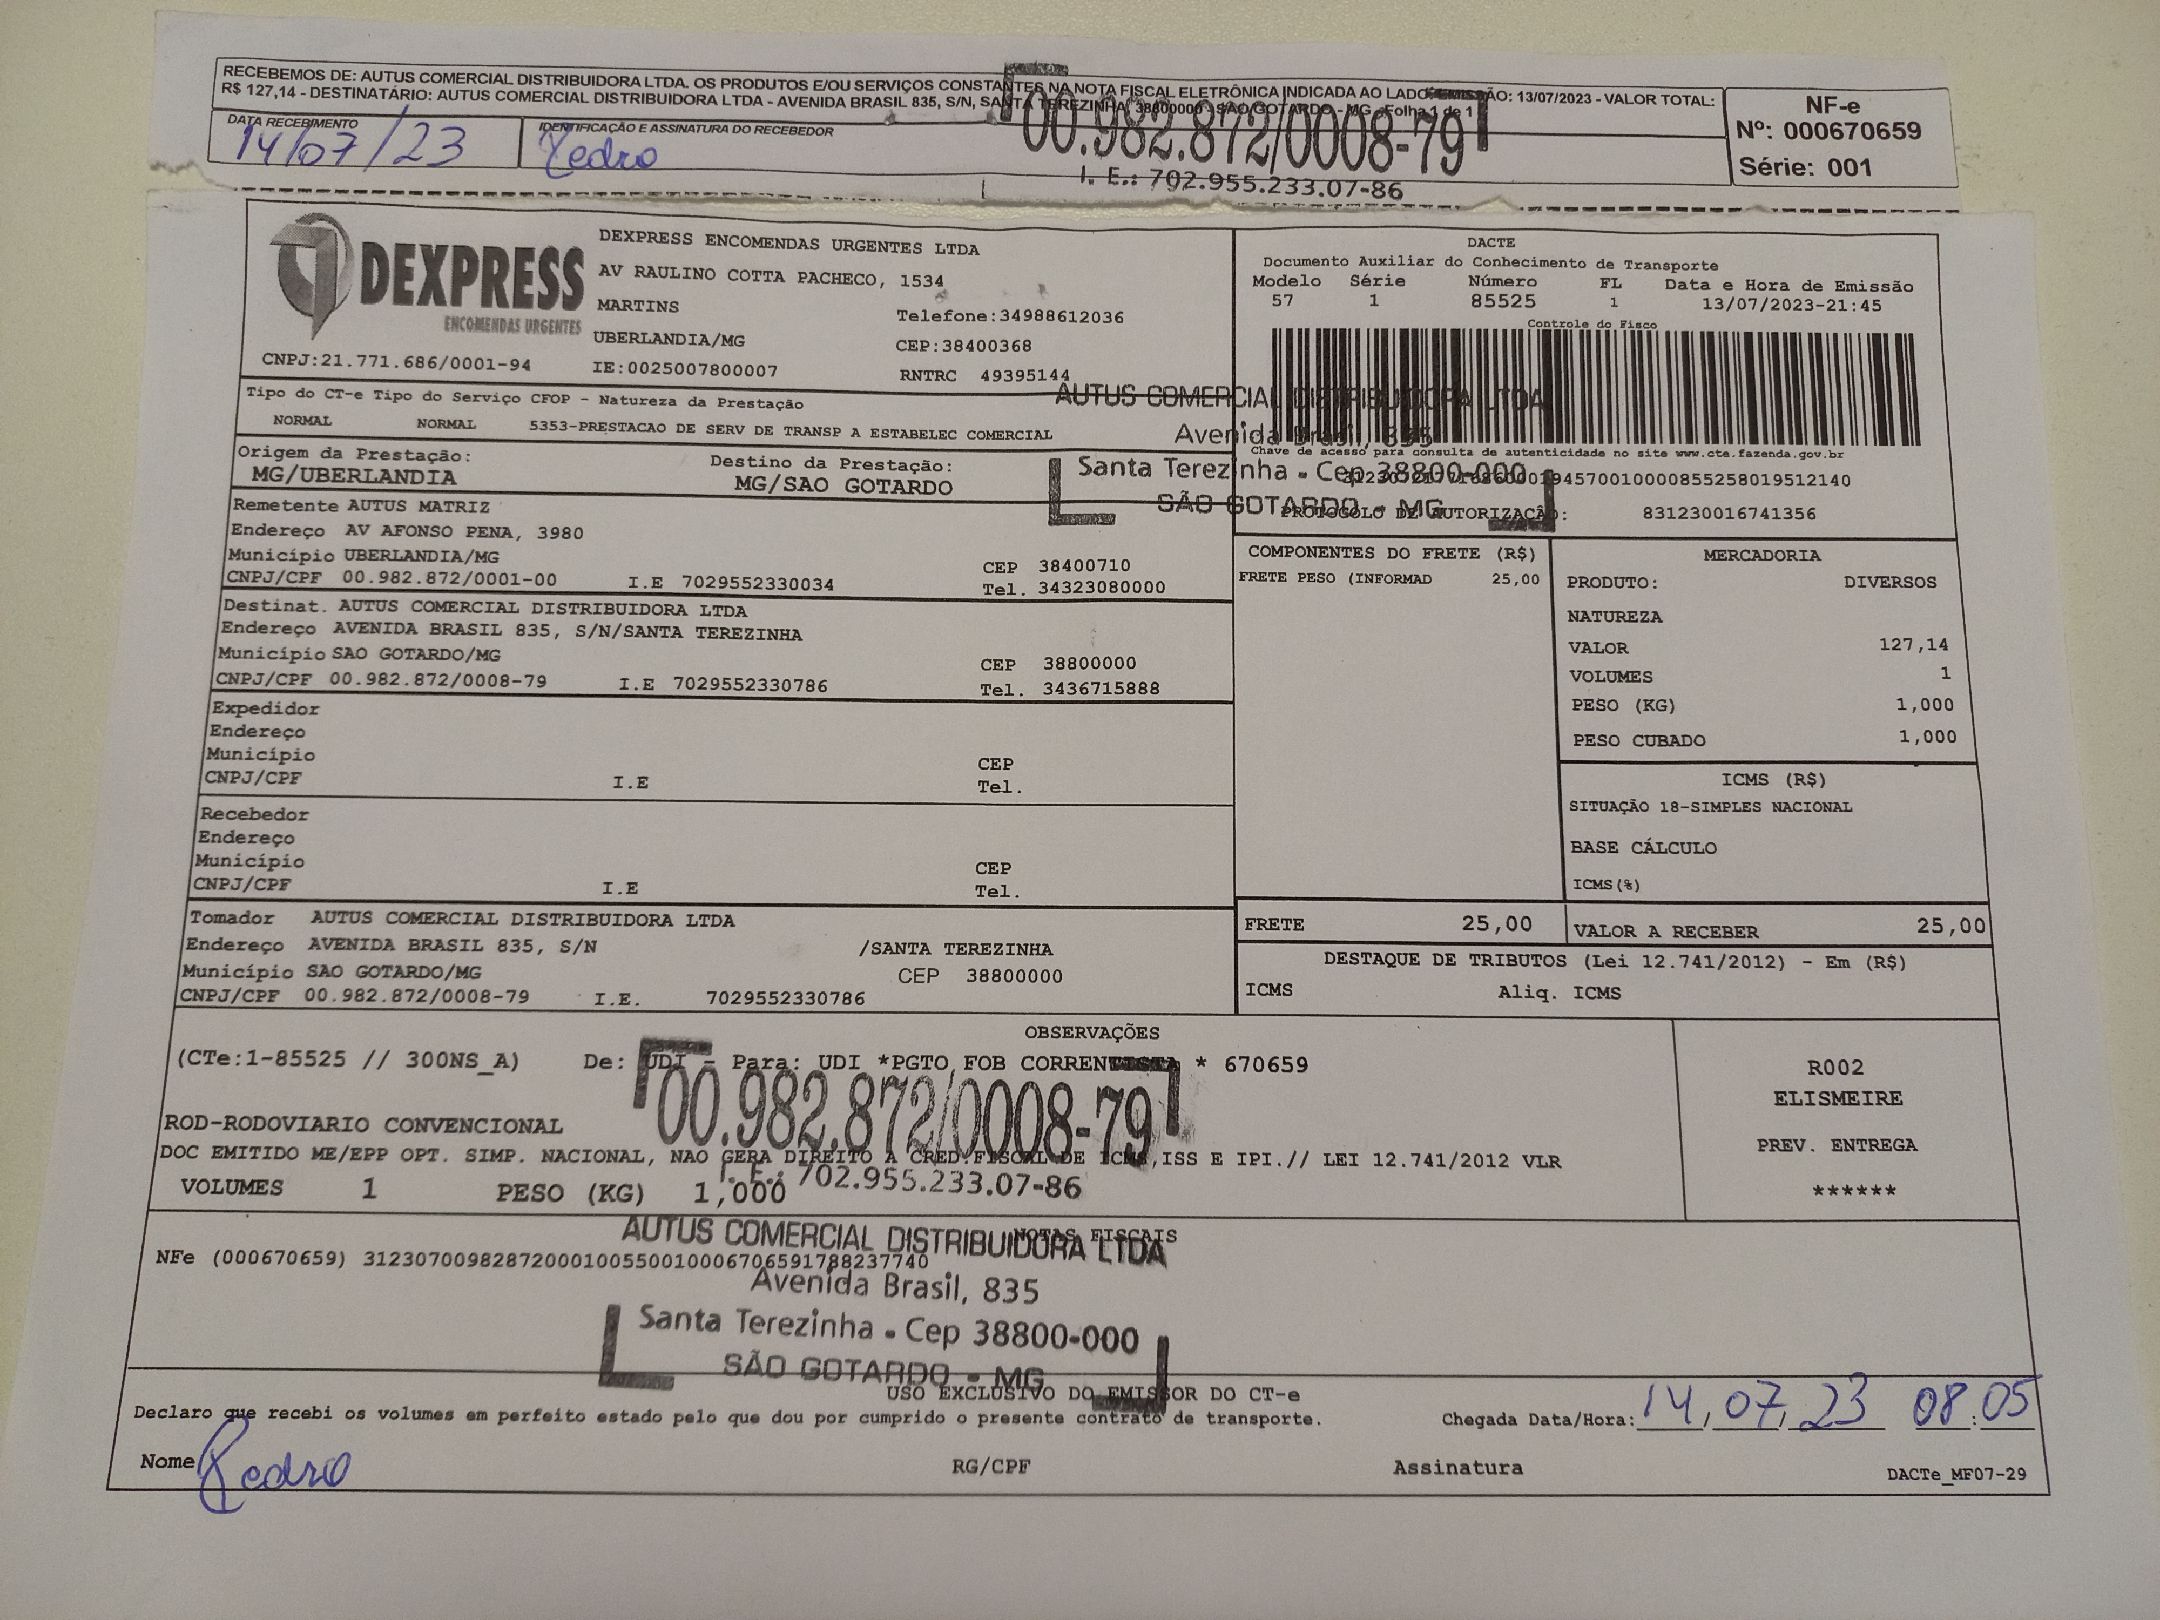 RECEBEMOS DE: AUTUS COMERCIAL DISTRIBUIDORA LTDA. OS PRODUTOS E/OU SERVIÇOS CONSTANTES NA NOTA FISCAL ELETRÔNICA INDICADA AO LADO. EMISSÃO: 13/07/2023 - VALOR TOTAL:
R$ 127,14 - DESTINATÁRIO: AUTUS COMERCIAL DISTRIBUIDORA LTDA - AVENIDA BRASIL 835, S/N, SANTA TEREZINHA, 38800000 - SAO GOTARDO - MG - Folha 1 de 1
DATA RECEBIMENTO
14/07/23
IDENTIFICAÇÃO E ASSINATURA DO RECEBEDOR
Pedro
00.982.872/0008-79
I. E.: 702.955.233.07-86
NF-e
Nº: 000670659
Série: 001
DEXPRESS
ENCOMENDAS URGENTES
CNPJ:21.771.686/0001-94
DEXPRESS ENCOMENDAS URGENTES LTDA
AV RAULINO COTTA PACHECO, 1534
MARTINS
Telefone:34988612036
UBERLANDIA/MG
CEP:38400368
IE:0025007800007
RNTRC 49395144
DACTE
Documento Auxiliar do Conhecimento de Transporte
Modelo Série Número FL Data e Hora de Emissão
57 1 85525 1 13/07/2023-21:45
Controle do Fisco
Chave de acesso para consulta de autenticidade no site www.cte.fazenda.gov.br
PROTOCOLO DE AUTORIZAÇÃO: 831230016741356
AUTUS COMERCIAL DISTRIBUIDORA LTDA
Avenida Brasil, 835
Santa Terezinha - Cep 38800-000
SÃO GOTARDO - MG
Tipo do CT-e Tipo do Serviço CFOP - Natureza da Prestação
NORMAL NORMAL 5353-PRESTACAO DE SERV DE TRANSP A ESTABELEC COMERCIAL
Origem da Prestação: Destino da Prestação:
MG/UBERLANDIA MG/SAO GOTARDO
Remetente AUTUS MATRIZ
Endereço AV AFONSO PENA, 3980
Município UBERLANDIA/MG CEP 38400710
CNPJ/CPF 00.982.872/0001-00 I.E 7029552330034 Tel. 34323080000
Destinat. AUTUS COMERCIAL DISTRIBUIDORA LTDA
Endereço AVENIDA BRASIL 835, S/N/SANTA TEREZINHA
Município SAO GOTARDO/MG CEP 38800000
CNPJ/CPF 00.982.872/0008-79 I.E 7029552330786 Tel. 3436715888
Expedidor
Endereço
Município CEP
CNPJ/CPF I.E Tel.
Recebedor
Endereço
Município CEP
CNPJ/CPF I.E Tel.
Tomador AUTUS COMERCIAL DISTRIBUIDORA LTDA
Endereço AVENIDA BRASIL 835, S/N /SANTA TEREZINHA
Município SAO GOTARDO/MG CEP 38800000
CNPJ/CPF 00.982.872/0008-79 I.E. 7029552330786
COMPONENTES DO FRETE (R$)
FRETE PESO (INFORMAD 25,00
MERCADORIA
PRODUTO: DIVERSOS
NATUREZA
VALOR 127,14
VOLUMES 1
PESO (KG) 1,000
PESO CUBADO 1,000
ICMS (R$)
SITUAÇÃO 18-SIMPLES NACIONAL
BASE CÁLCULO
ICMS(%)
FRETE 25,00 VALOR A RECEBER 25,00
DESTAQUE DE TRIBUTOS (Lei 12.741/2012) - Em (R$)
ICMS Aliq. ICMS
OBSERVAÇÕES
(CTe:1-85525 // 300NS_A) De: UDI - Para: UDI *PGTO FOB CORRENTISTA * 670659
ROD-RODOVIARIO CONVENCIONAL
DOC EMITIDO ME/EPP OPT. SIMP. NACIONAL, NAO GERA DIREITO A CRED.FISCAL DE ICMS,ISS E IPI.// LEI 12.741/2012 VLR
VOLUMES 1 PESO (KG) 1,000
R002
ELISMEIRE
PREV. ENTREGA
******
00.982.872/0008-79
I. E.: 702.955.233.07-86
AUTUS COMERCIAL DISTRIBUIDORA LTDA
Avenida Brasil, 835
Santa Terezinha - Cep 38800-000
SÃO GOTARDO - MG
NOTAS FISCAIS
NFe (000670659) 31230700982872000100550010006706591788237740
USO EXCLUSIVO DO EMISSOR DO CT-e
Declaro que recebi os volumes em perfeito estado pelo que dou por cumprido o presente contrato de transporte.
Chegada Data/Hora: 14/07/23 08:05
Nome Pedro RG/CPF Assinatura
DACTe_MF07-29